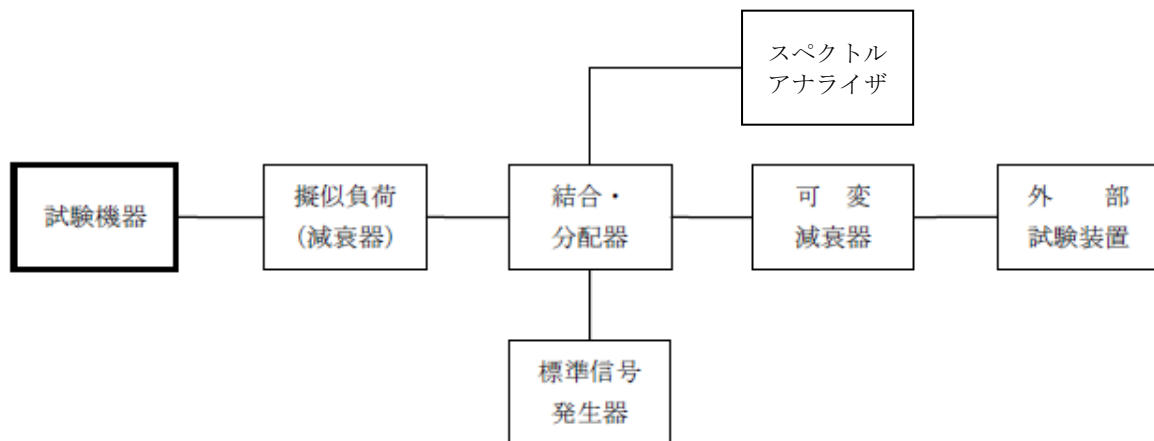 スペクトル
アナライザ
試験機器
擬似負荷
(減衰器)
結合・
分配器
可　変
減衰器
外　部
試験装置
標準信号
発生器